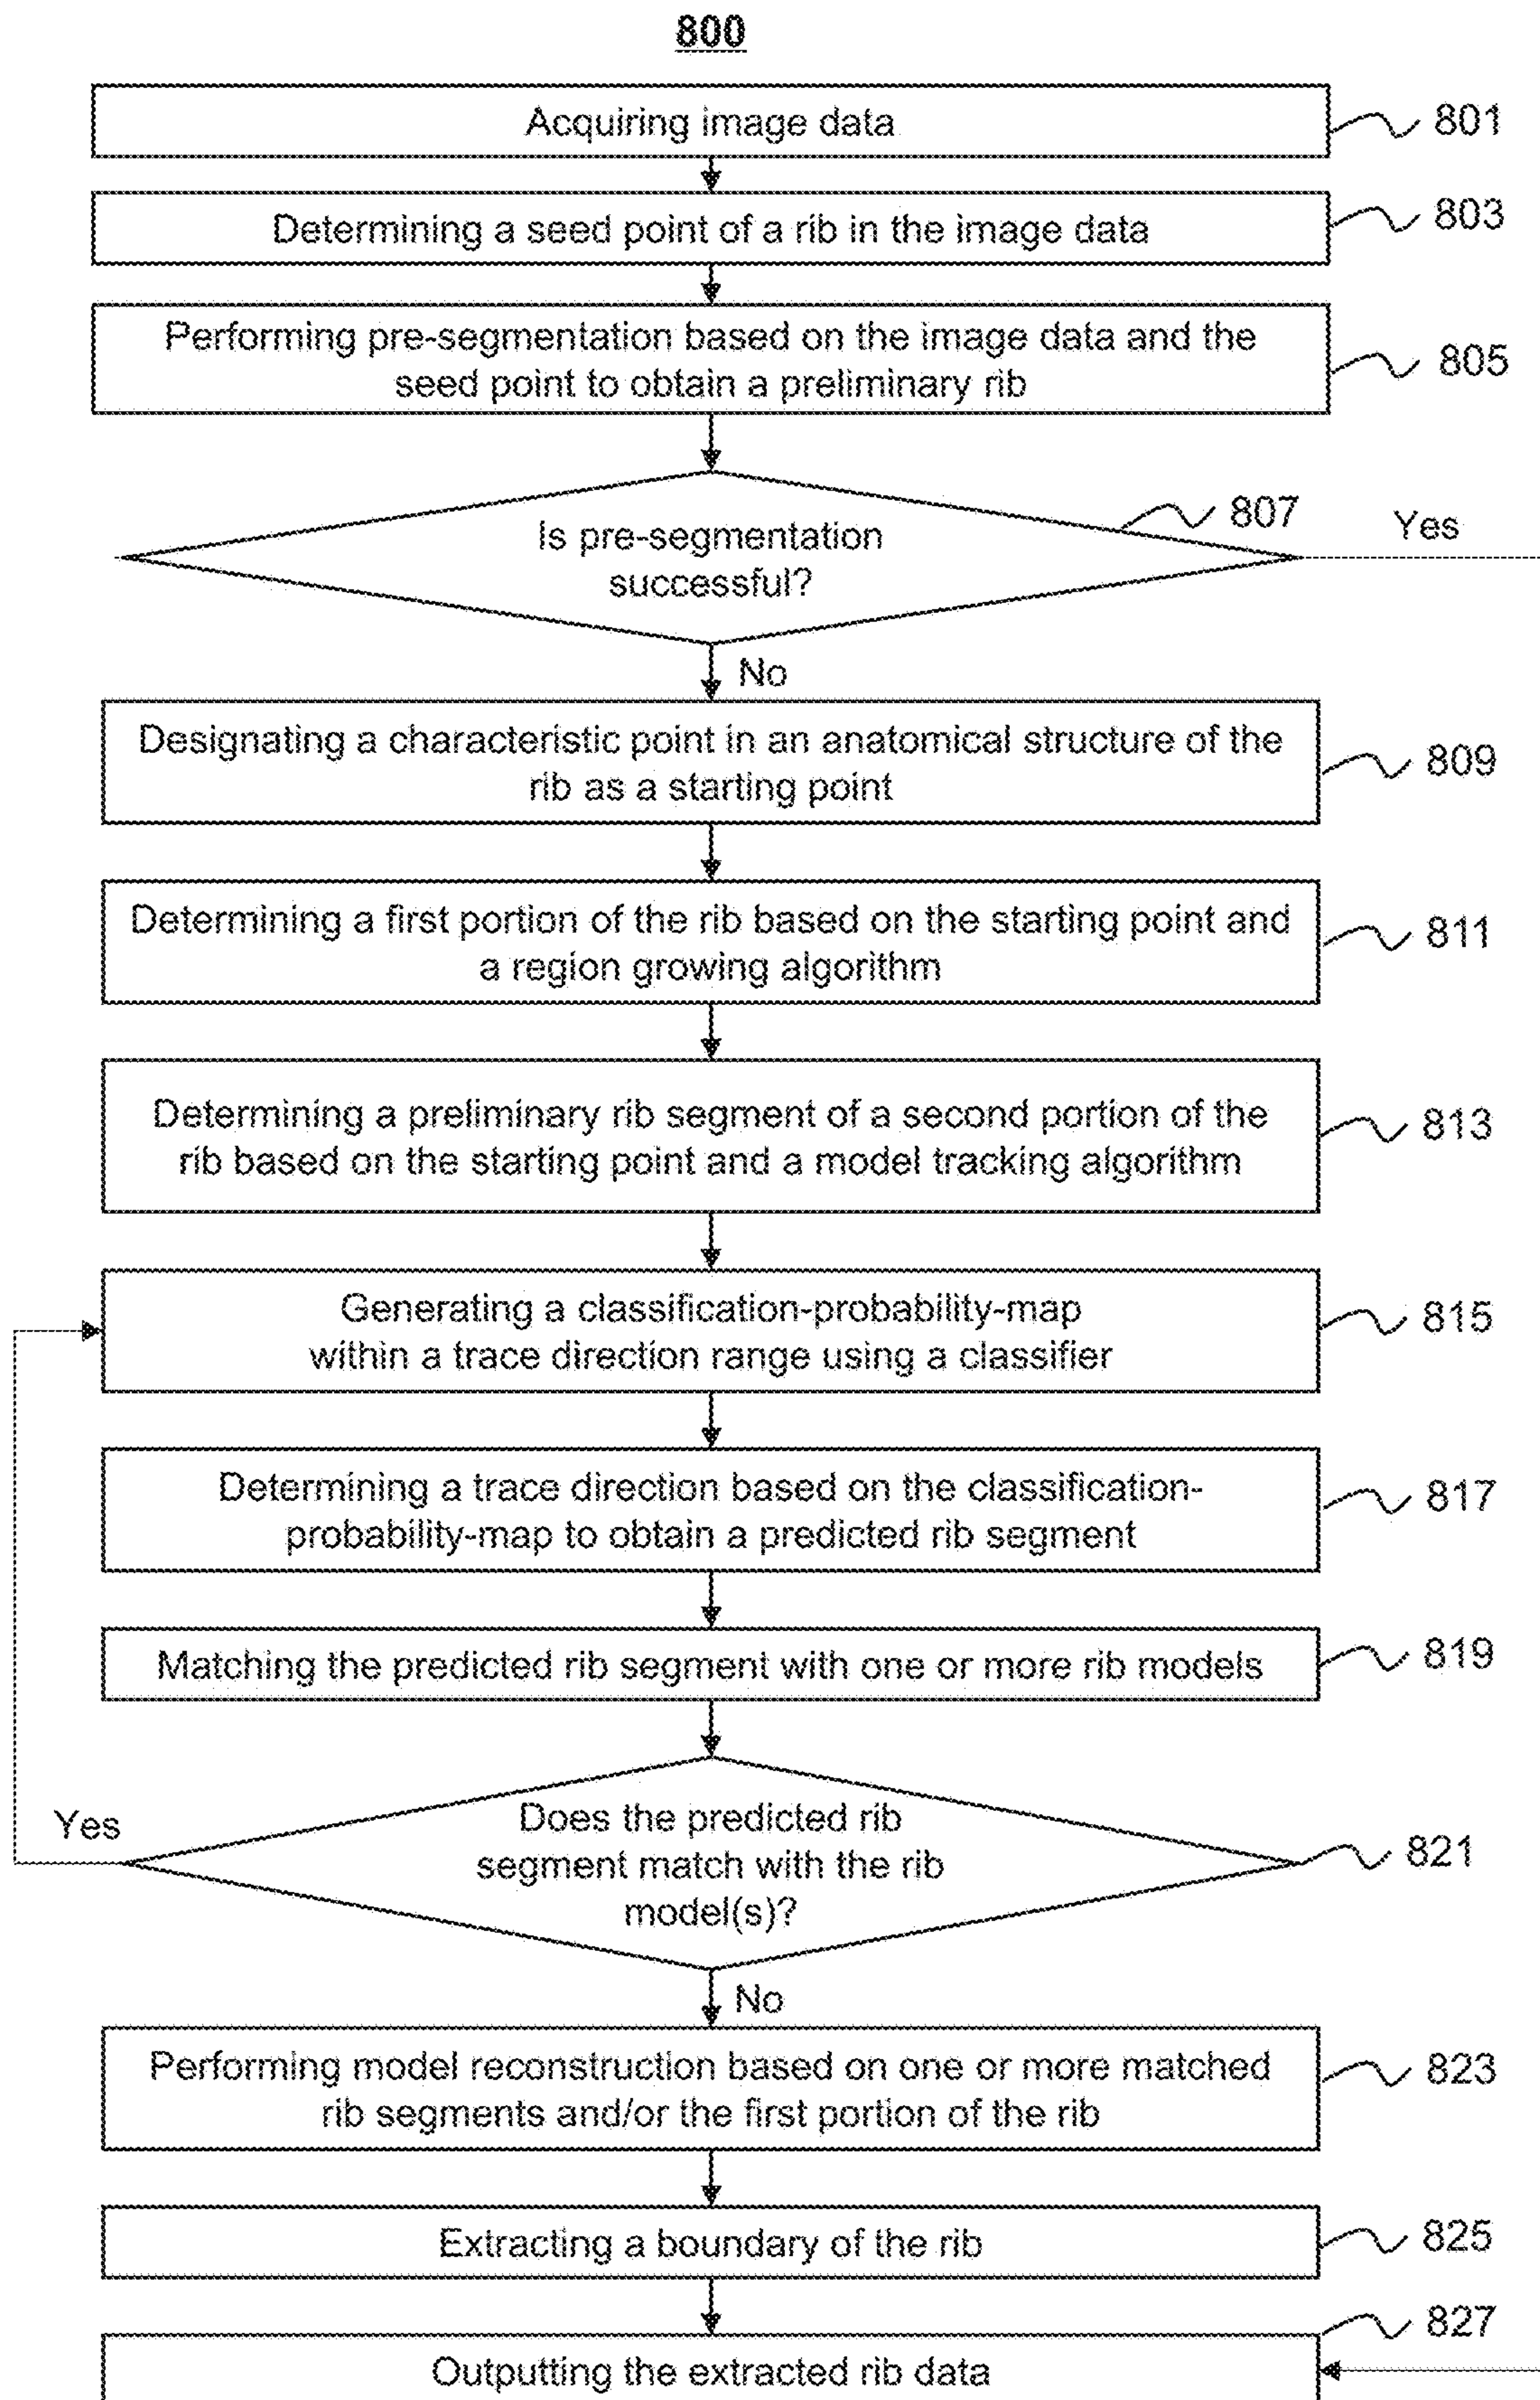 800
Acquiring image data
801
Determining a seed point of a rib in the image data
803
Performing pre-segmentation based on the image data and the
seed point to obtain a preliminary rib
805
Is pre-segmentation
successful?
807
Yes
No
Designating a characteristic point in an anatomical structure of the
rib as a starting point
809
Determining a first portion of the rib based on the starting point and
a region growing algorithm
811
Determining a preliminary rib segment of a second portion of the
rib based on the starting point and a model tracking algorithm
813
Generating a classification-probability-map
within a trace direction range using a classifier
815
Determining a trace direction based on the classification-
probability-map to obtain a predicted rib segment
817
Matching the predicted rib segment with one or more rib models
819
Yes
Does the predicted rib
segment match with the rib
model(s)?
821
No
Performing model reconstruction based on one or more matched
rib segments and/or the first portion of the rib
823
Extracting a boundary of the rib
825
Outputting the extracted rib data
827